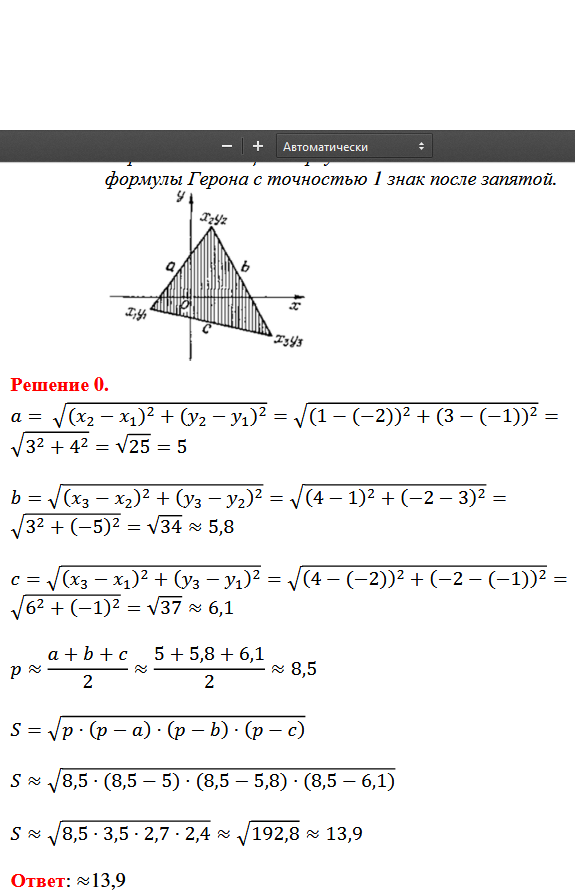 − + Автоматически
формулы Герона с точностью 1 знак после запятой.
y
x₂y₂
a b
O x
x₁y₁ c
x₃y₃
Решение 0.
a = √((x₂ − x₁)² + (y₂ − y₁)²) = √((1 − (−2))² + (3 − (−1))²) =
√(3² + 4²) = √25 = 5
b = √((x₃ − x₂)² + (y₃ − y₂)²) = √((4 − 1)² + (−2 − 3)²) =
√(3² + (−5)²) = √34 ≈ 5,8
c = √((x₃ − x₁)² + (y₃ − y₁)²) = √((4 − (−2))² + (−2 − (−1))²) =
√(6² + (−1)²) = √37 ≈ 6,1
p ≈ (a + b + c)/2 ≈ (5 + 5,8 + 6,1)/2 ≈ 8,5
S = √(p · (p − a) · (p − b) · (p − c))
S ≈ √(8,5 · (8,5 − 5) · (8,5 − 5,8) · (8,5 − 6,1))
S ≈ √(8,5 · 3,5 · 2,7 · 2,4) ≈ √192,8 ≈ 13,9
Ответ: ≈13,9